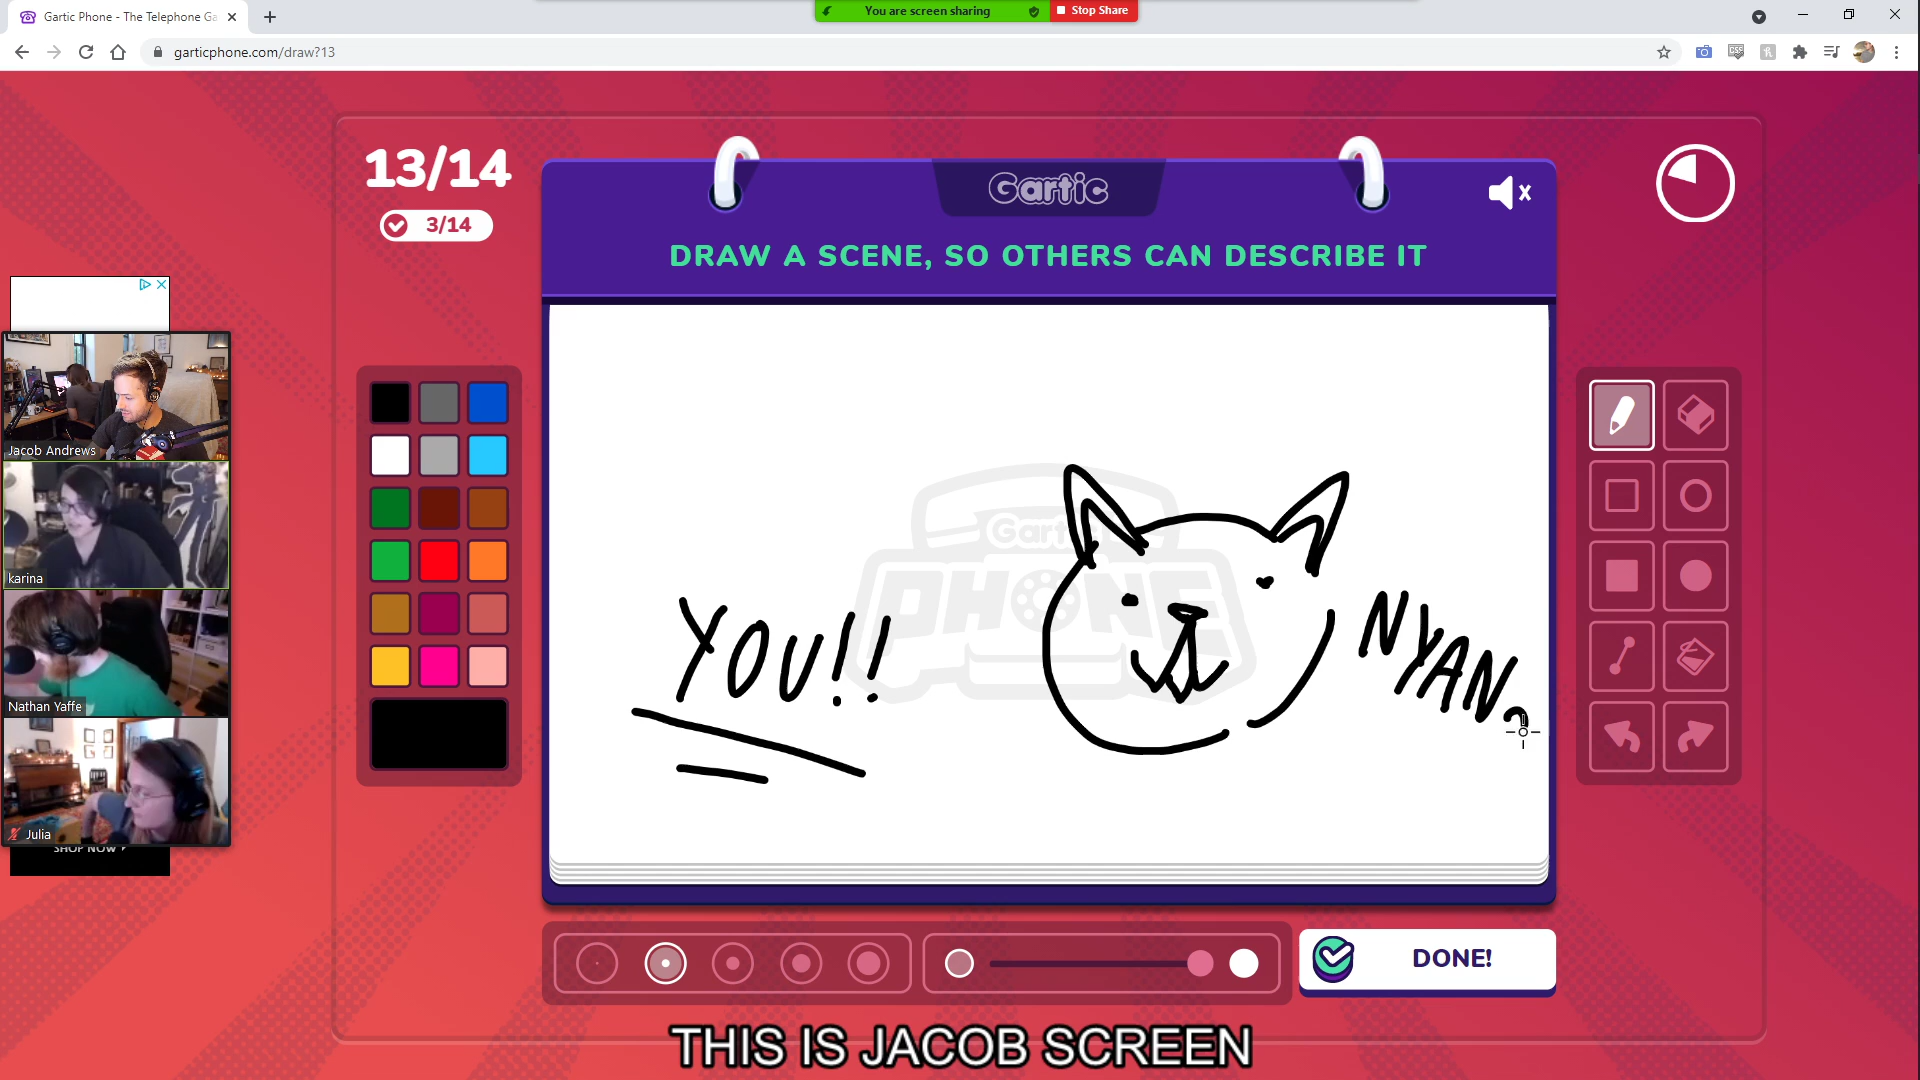 Gartic Phone - The Telephone Ga
You are screen sharing
Stop Share
garticphone.com/draw?13
13/14
3/14
Gartic
DRAW A SCENE, SO OTHERS CAN DESCRIBE IT
Jacob Andrews
karina
Nathan Yaffe
Julia
SHOP NOW
Gartic
PHONE
YOU!!
NYAN
DONE!
THIS IS JACOB SCREEN